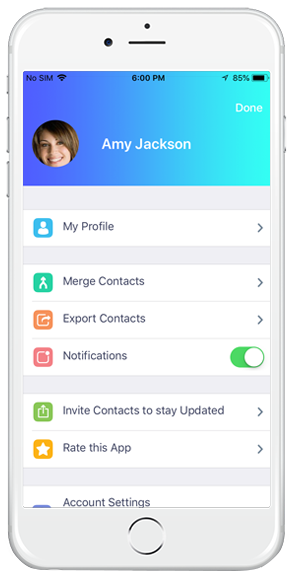 No SIM 6:00 PM 85%
Done
Amy Jackson
My Profile
Merge Contacts
Export Contacts
Notifications
Invite Contacts to stay Updated
Rate this App
Account Settings